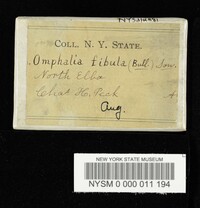 COLL. N. Y. STATE.
Omphalia fibula (Bull) Sow.
North Elba
Chas H. Peck
Aug.
NEW YORK STATE MUSEUM
NYSM 0 000 011 194